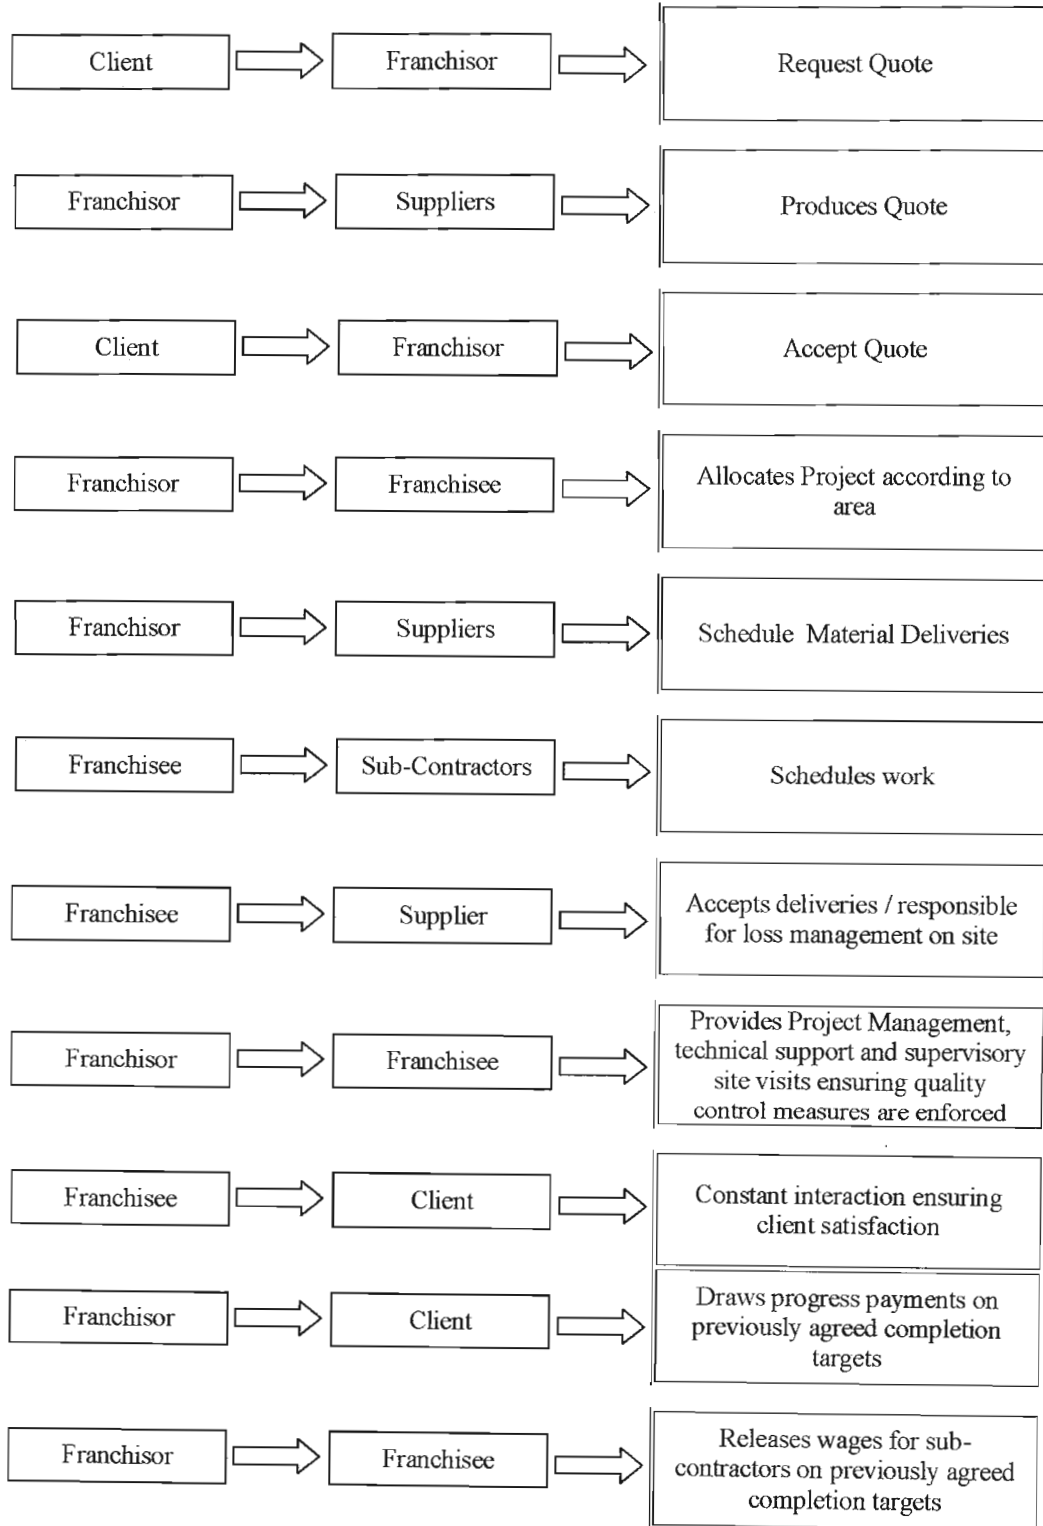 Client Franchisor Request Quote
Franchisor Suppliers Produces Quote
Client Franchisor Accept Quote
Franchisor Franchisee Allocates Project according to
area
Franchisor Suppliers Schedule Material Deliveries
Franchisee Sub-Contractors Schedules work
Franchisee Supplier Accepts deliveries / responsible
for loss management on site
Franchisor Franchisee Provides Project Management,
technical support and supervisory
site visits ensuring quality
control measures are enforced
Franchisee Client Constant interaction ensuring
client satisfaction
Franchisor Client Draws progress payments on
previously agreed completion
targets
Franchisor Franchisee Releases wages for sub-
contractors on previously agreed
completion targets